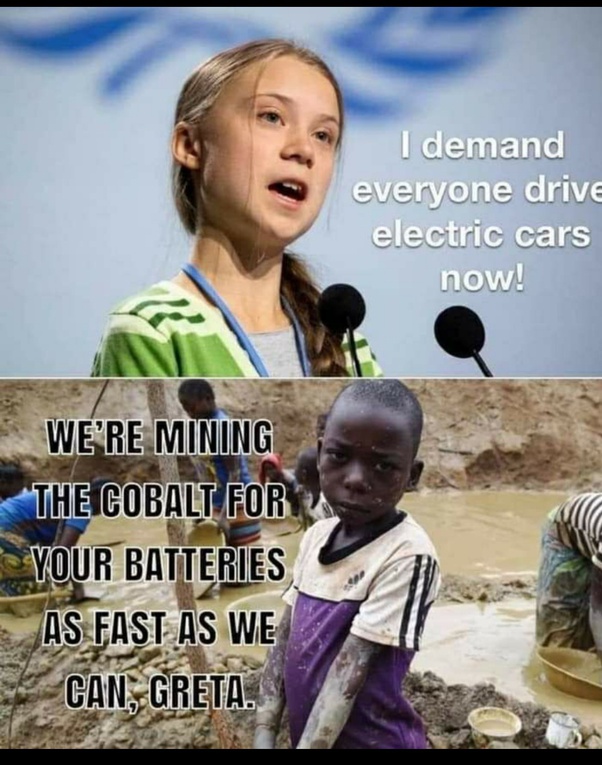 I demand
everyone drive
electric cars
now!
WE'RE MINING
THE COBALT FOR
YOUR BATTERIES
AS FAST AS WE
CAN, GRETA.